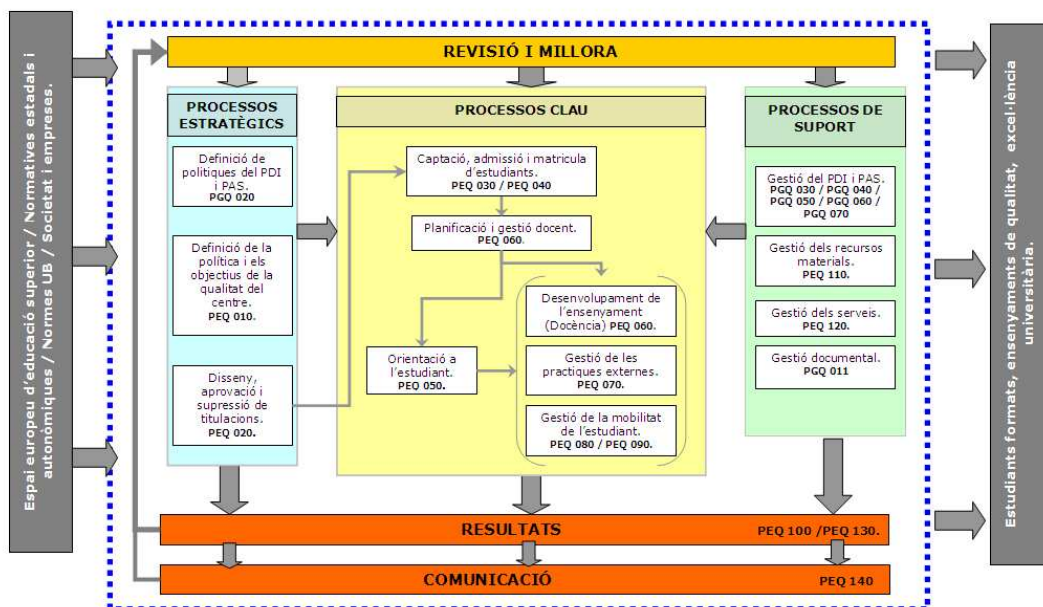 Espai europeu d'educació superior / Normatives estadals i
autonòmiques / Normes UB / Societat i empreses.
REVISIÓ I MILLORA
PROCESSOS
ESTRATÈGICS
Definició de
politiques del PDI i
PAS.
PGQ 020
Definició de la
política i els
objectius de la
qualitat del
centre.
PEQ 010.
Disseny,
aprovació i
supressió de
titulacions.
PEQ 020.
PROCESSOS CLAU
Captació, admissió i matricula
d'estudiants.
PEQ 030 / PEQ 040
Planificació i gestió docent.
PEQ 060.
Orientació a
l'estudiant.
PEQ 050.
Desenvolupament de
l'ensenyament
(Docència) PEQ 060.
Gestió de les
practiques externes.
PEQ 070.
Gestió de la mobilitat
de l'estudiant.
PEQ 080 / PEQ 090.
PROCESSOS DE
SUPORT
Gestió del PDI i PAS.
PGQ 030 / PGQ 040 /
PGQ 050 / PGQ 060 /
PGQ 070
Gestió dels recursos
materials.
PEQ 110.
Gestió dels serveis.
PEQ 120.
Gestió documental.
PGQ 011
RESULTATS PEQ 100 /PEQ 130.
COMUNICACIÓ PEQ 140
Estudiants formats, ensenyaments de qualitat, excel·lència
universitària.